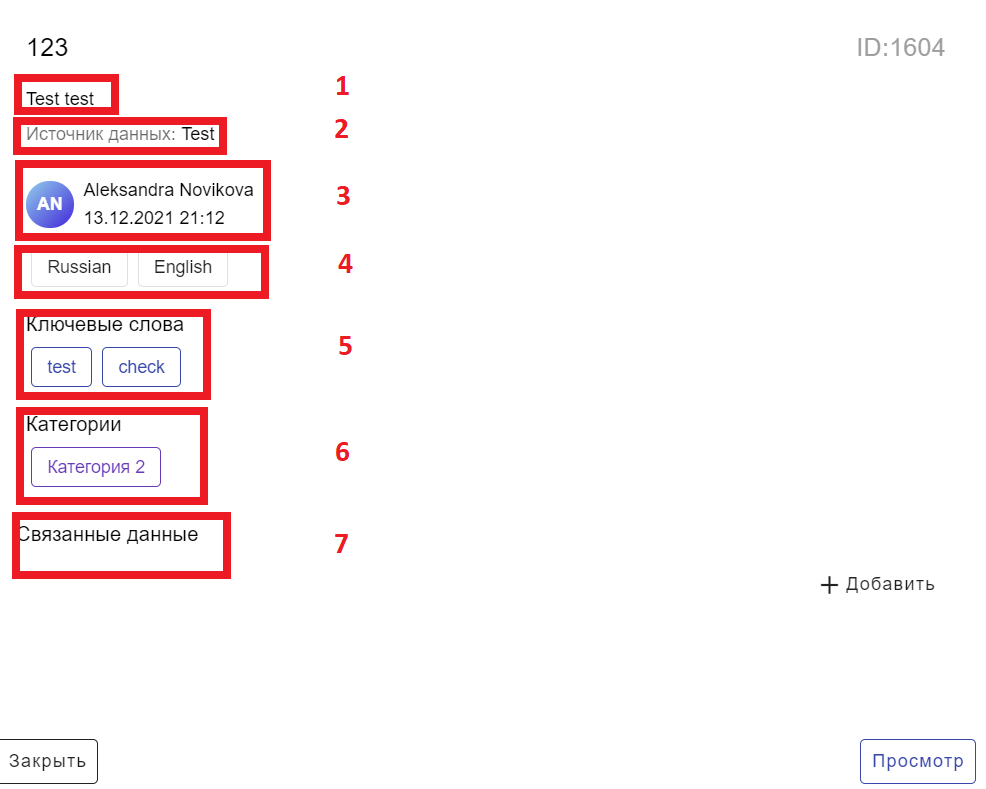 123 ID:1604
Test test 1
Источник данных: Test 2
AN Aleksandra Novikova
13.12.2021 21:12 3
Russian English 4
Ключевые слова
test check 5
Категории
Категория 2 6
Связанные данные 7
+ Добавить
Закрыть Просмотр